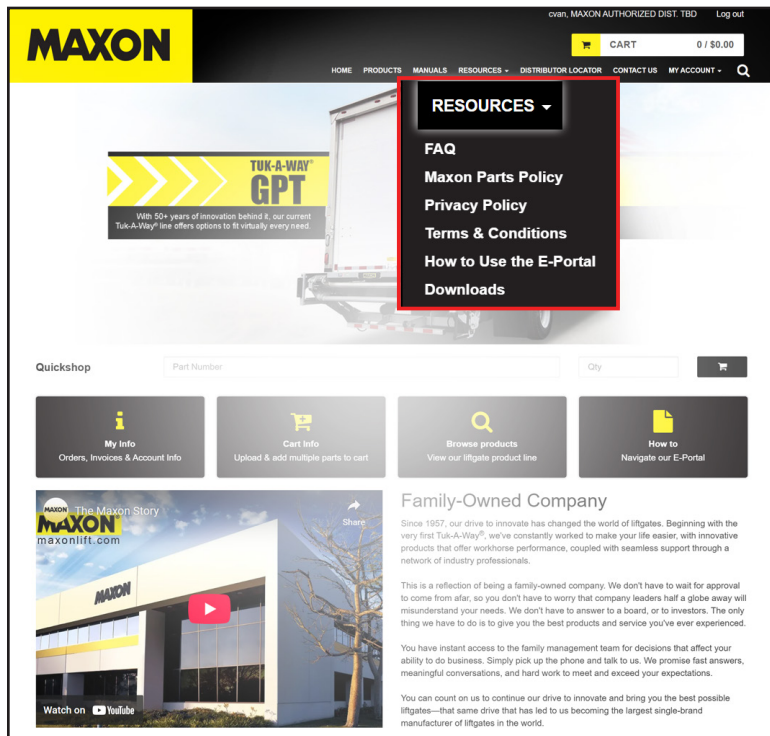 cvan, MAXON AUTHORIZED DIST. TBD Log out
MAXON
CART 0 / $0.00
HOME PRODUCTS MANUALS RESOURCES DISTRIBUTOR LOCATOR CONTACT US MY ACCOUNT
RESOURCES
FAQ
Maxon Parts Policy
Privacy Policy
Terms & Conditions
How to Use the E-Portal
Downloads
TUK-A-WAY®
GPT
With 50+ years of innovation behind it, our current
Tuk-A-Way® line offers options to fit virtually every need.
Quickshop Part Number Qty
My Info
Orders, Invoices & Account Info
Cart Info
Upload & add multiple parts to cart
Browse products
View our liftgate product line
How to
Navigate our E-Portal
MAXON The Maxon Story
Share
MAXON®
maxonlift.com
MAXON
Watch on YouTube
Family-Owned Company
Since 1957, our drive to innovate has changed the world of liftgates. Beginning with the
very first Tuk-A-Way®, we've constantly worked to make your life easier, with innovative
products that offer workhorse performance, coupled with seamless support through a
network of industry professionals.
This is a reflection of being a family-owned company. We don't have to wait for approval
to come from afar, so you don't have to worry that company leaders half a globe away will
misunderstand your needs. We don't have to answer to a board, or to investors. The only
thing we have to do is to give you the best products and service you've ever experienced.
You have instant access to the family management team for decisions that affect your
ability to do business. Simply pick up the phone and talk to us. We promise fast answers,
meaningful conversations, and hard work to meet and exceed your expectations.
You can count on us to continue our drive to innovate and bring you the best possible
liftgates—that same drive that has led to us becoming the largest single-brand
manufacturer of liftgates in the world.